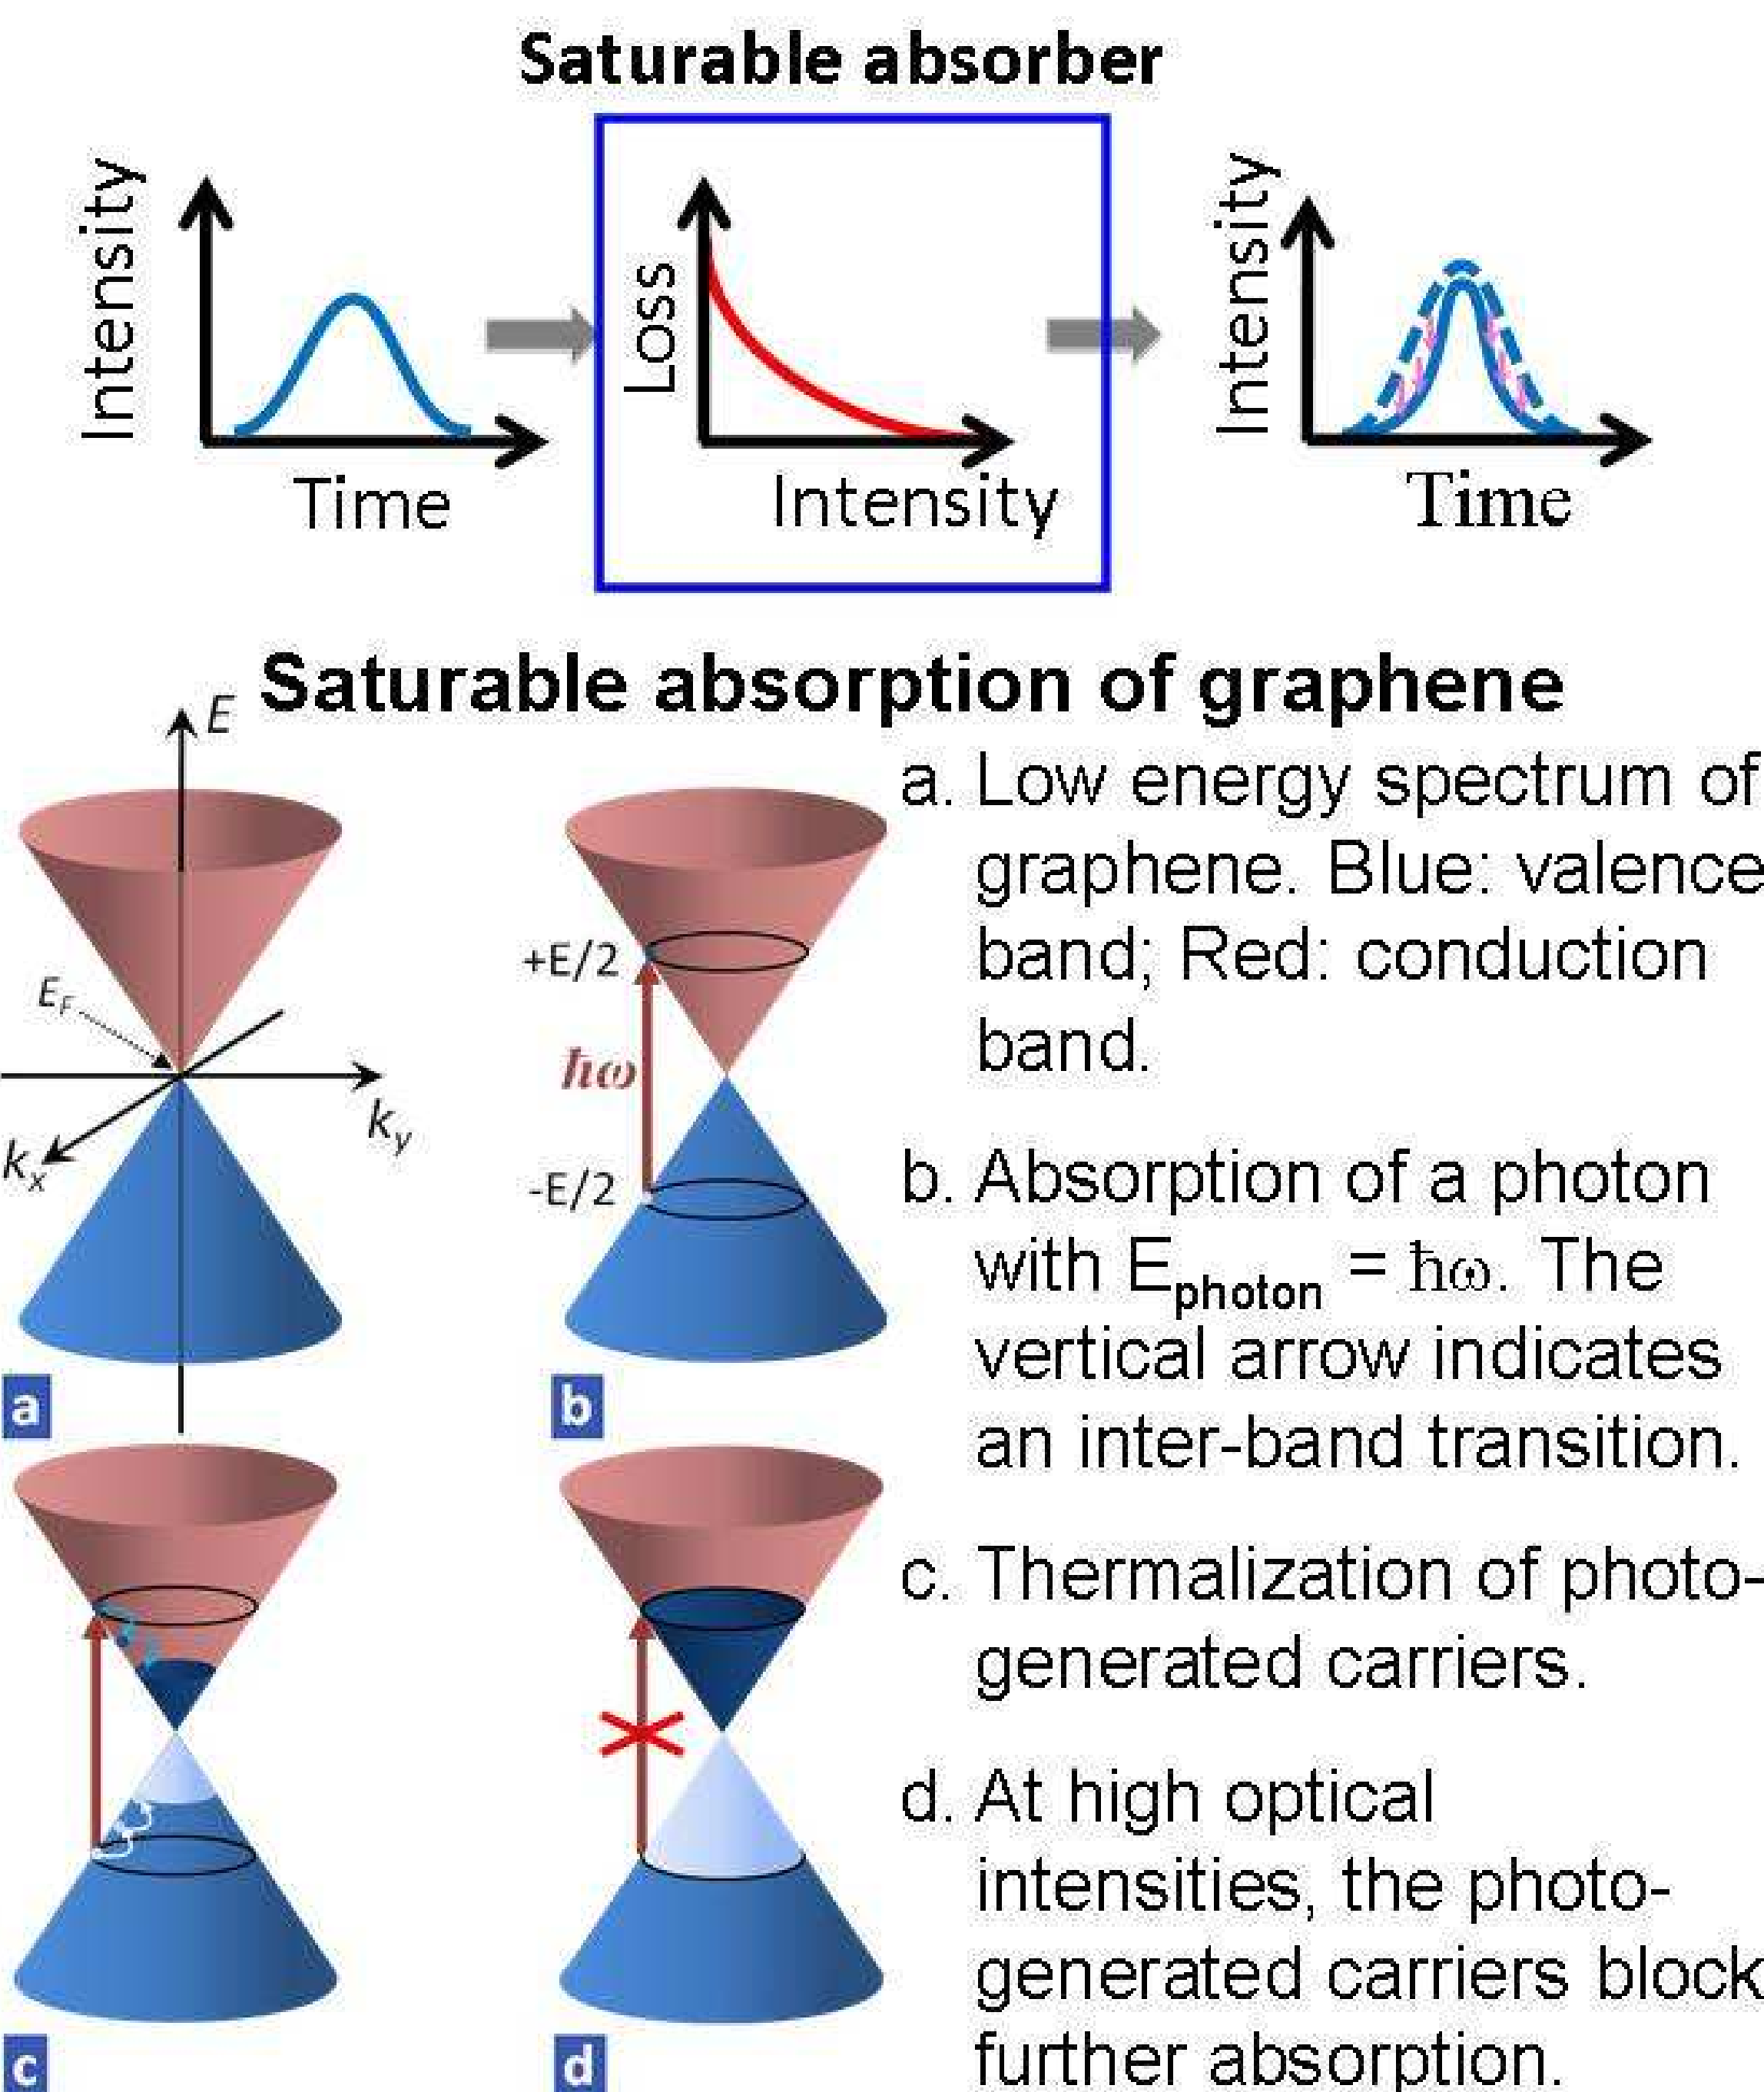 Saturable absorber
Intensity
Time
Loss
Intensity
Intensity
Time
Saturable absorption of graphene
E
E_F
k_x
k_y
a
+E/2
ħω
-E/2
b
c
d
a. Low energy spectrum of
graphene. Blue: valence
band; Red: conduction
band.
b. Absorption of a photon
with E_photon = ħω. The
vertical arrow indicates
an inter-band transition.
c. Thermalization of photo-
generated carriers.
d. At high optical
intensities, the photo-
generated carriers block
further absorption.